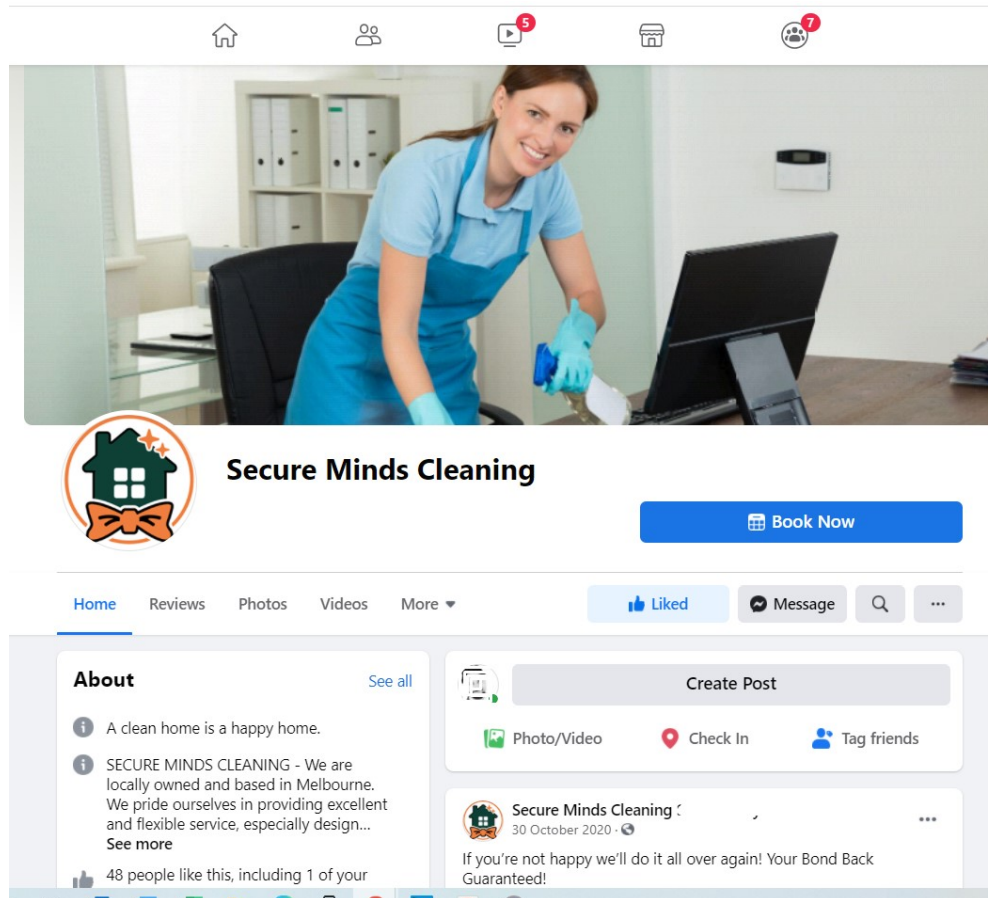 5
7
Secure Minds Cleaning
Book Now
Home Reviews Photos Videos More
Liked Message
About See all
A clean home is a happy home.
SECURE MINDS CLEANING - We are
locally owned and based in Melbourne.
We pride ourselves in providing excellent
and flexible service, especially design...
See more
48 people like this, including 1 of your
Create Post
Photo/Video Check In Tag friends
Secure Minds Cleaning
30 October 2020 ·
If you're not happy we'll do it all over again! Your Bond Back
Guaranteed!